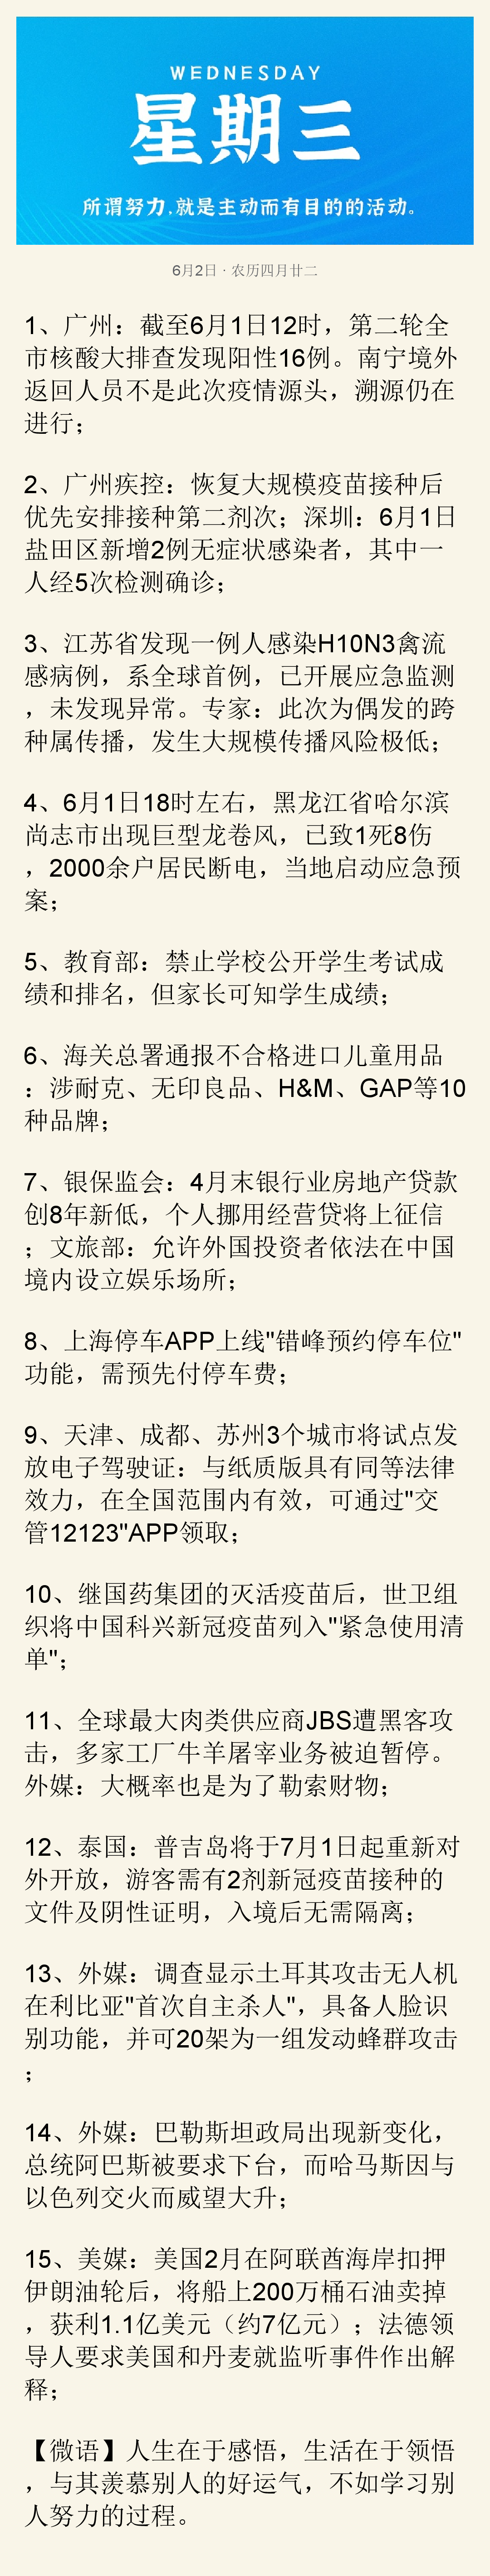 WEDNESDAY
星期三
所谓努力,就是主动而有目的的活动。
6月2日 · 农历四月廿二
1、广州：截至6月1日12时，第二轮全
市核酸大排查发现阳性16例。南宁境外
返回人员不是此次疫情源头，溯源仍在
进行；
2、广州疾控：恢复大规模疫苗接种后
优先安排接种第二剂次；深圳：6月1日
盐田区新增2例无症状感染者，其中一
人经5次检测确诊；
3、江苏省发现一例人感染H10N3禽流
感病例，系全球首例，已开展应急监测
，未发现异常。专家：此次为偶发的跨
种属传播，发生大规模传播风险极低；
4、6月1日18时左右，黑龙江省哈尔滨
尚志市出现巨型龙卷风，已致1死8伤
，2000余户居民断电，当地启动应急预
案；
5、教育部：禁止学校公开学生考试成
绩和排名，但家长可知学生成绩；
6、海关总署通报不合格进口儿童用品
：涉耐克、无印良品、H&M、GAP等10
种品牌；
7、银保监会：4月末银行业房地产贷款
创8年新低，个人挪用经营贷将上征信
；文旅部：允许外国投资者依法在中国
境内设立娱乐场所；
8、上海停车APP上线"错峰预约停车位"
功能，需预先付停车费；
9、天津、成都、苏州3个城市将试点发
放电子驾驶证：与纸质版具有同等法律
效力，在全国范围内有效，可通过"交
管12123"APP领取；
10、继国药集团的灭活疫苗后，世卫组
织将中国科兴新冠疫苗列入"紧急使用清
单"；
11、全球最大肉类供应商JBS遭黑客攻
击，多家工厂牛羊屠宰业务被迫暂停。
外媒：大概率也是为了勒索财物；
12、泰国：普吉岛将于7月1日起重新对
外开放，游客需有2剂新冠疫苗接种的
文件及阴性证明，入境后无需隔离；
13、外媒：调查显示土耳其攻击无人机
在利比亚"首次自主杀人"，具备人脸识
别功能，并可20架为一组发动蜂群攻击
；
14、外媒：巴勒斯坦政局出现新变化，
总统阿巴斯被要求下台，而哈马斯因与
以色列交火而威望大升；
15、美媒：美国2月在阿联酋海岸扣押
伊朗油轮后，将船上200万桶石油卖掉
，获利1.1亿美元（约7亿元）；法德领
导人要求美国和丹麦就监听事件作出解
释；
【微语】人生在于感悟，生活在于领悟
，与其羡慕别人的好运气，不如学习别
人努力的过程。